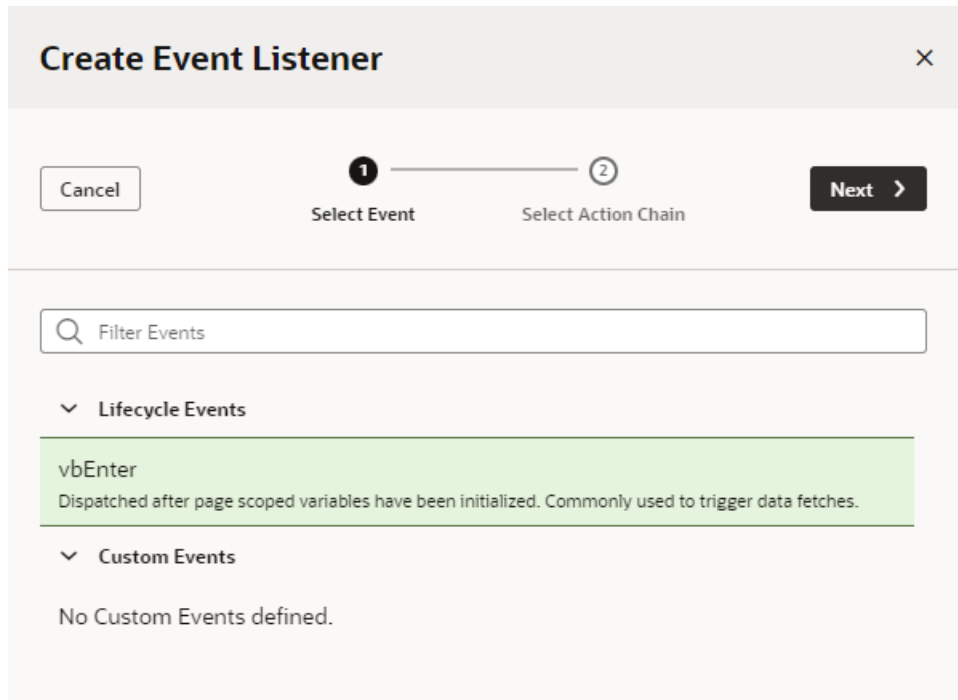 Create Event Listener
Cancel
1
2
Next
Select Event
Select Action Chain
Filter Events
Lifecycle Events
vbEnter
Dispatched after page scoped variables have been initialized. Commonly used to trigger data fetches.
Custom Events
No Custom Events defined.